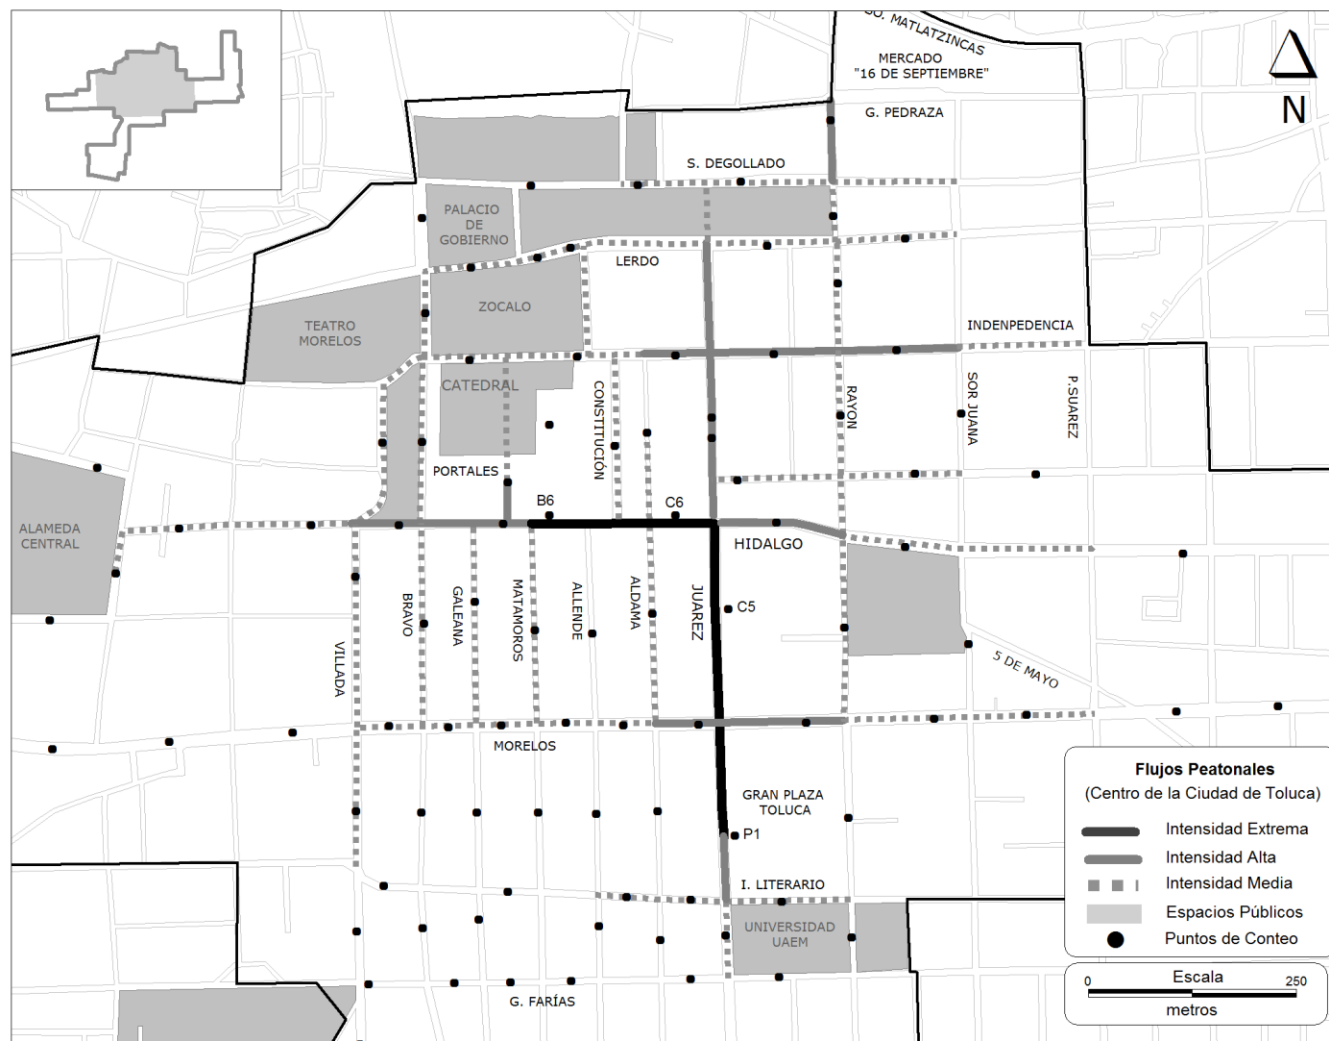 GO. MATLATZINCAS
MERCADO
"16 DE SEPTIEMBRE"
N
G. PEDRAZA
S. DEGOLLADO
PALACIO
DE
GOBIERNO
LERDO
ZOCALO
TEATRO
MORELOS
INDENPEDENCIA
CATEDRAL
CONSTITUCIÓN
RAYON
SOR JUANA
P.SUAREZ
PORTALES
B6
C6
ALAMEDA
CENTRAL
HIDALGO
BRAVO
GALEANA
MATAMOROS
ALLENDE
ALDAMA
JUAREZ
C5
VILLADA
5 DE MAYO
MORELOS
GRAN PLAZA
TOLUCA
P1
I. LITERARIO
UNIVERSIDAD
UAEM
G. FARÍAS
Flujos Peatonales
(Centro de la Ciudad de Toluca)
Intensidad Extrema
Intensidad Alta
Intensidad Media
Espacios Públicos
Puntos de Conteo
Escala
0 250
metros